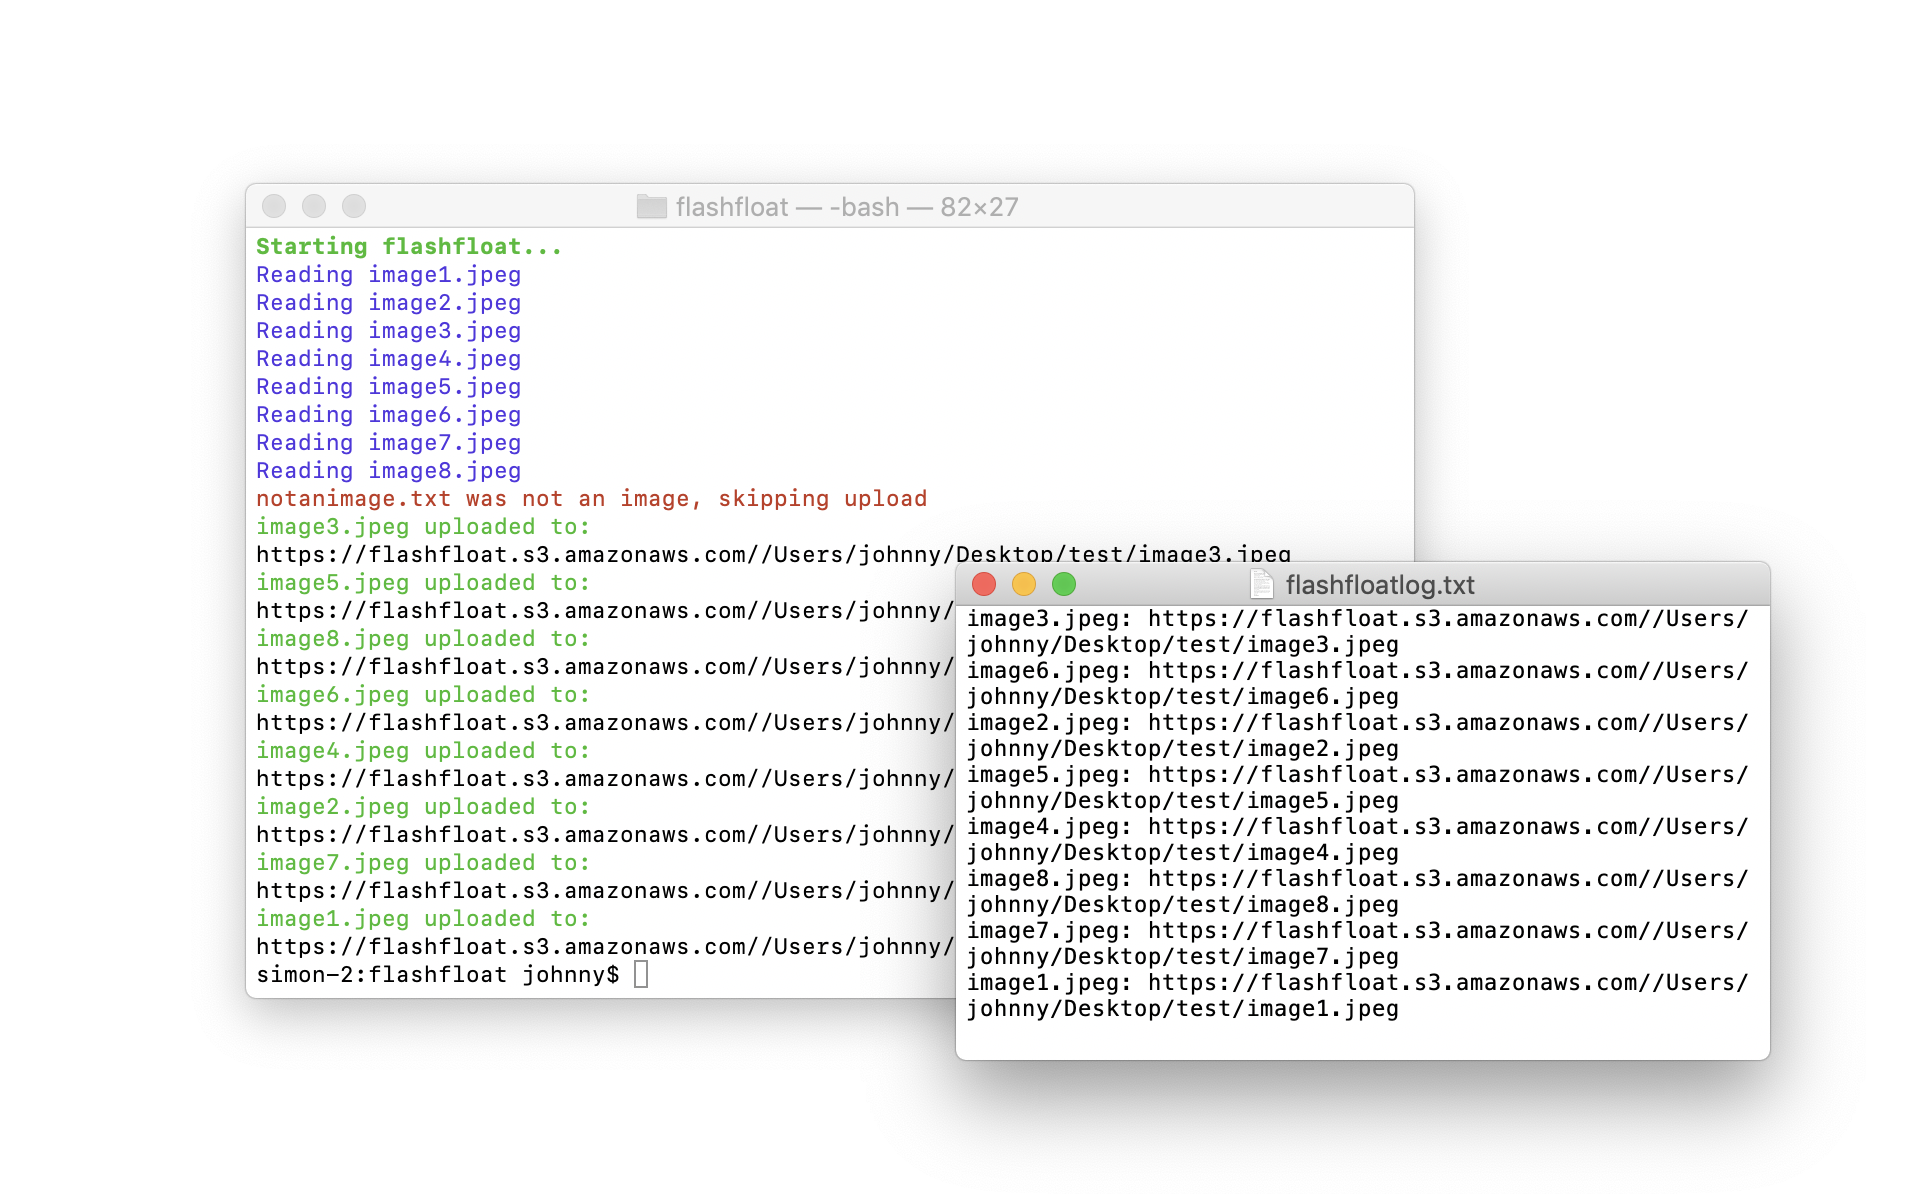 flashfloat — -bash — 82×27
Starting flashfloat...
Reading image1.jpeg
Reading image2.jpeg
Reading image3.jpeg
Reading image4.jpeg
Reading image5.jpeg
Reading image6.jpeg
Reading image7.jpeg
Reading image8.jpeg
notanimage.txt was not an image, skipping upload
image3.jpeg uploaded to:
https://flashfloat.s3.amazonaws.com//Users/johnny/Desktop/test/image3.jpeg
image5.jpeg uploaded to:
https://flashfloat.s3.amazonaws.com//Users/johnny/
image8.jpeg uploaded to:
https://flashfloat.s3.amazonaws.com//Users/johnny/
image6.jpeg uploaded to:
https://flashfloat.s3.amazonaws.com//Users/johnny/
image4.jpeg uploaded to:
https://flashfloat.s3.amazonaws.com//Users/johnny/
image2.jpeg uploaded to:
https://flashfloat.s3.amazonaws.com//Users/johnny/
image7.jpeg uploaded to:
https://flashfloat.s3.amazonaws.com//Users/johnny/
image1.jpeg uploaded to:
https://flashfloat.s3.amazonaws.com//Users/johnny/
simon-2:flashfloat johnny$
flashfloatlog.txt
image3.jpeg: https://flashfloat.s3.amazonaws.com//Users/
johnny/Desktop/test/image3.jpeg
image6.jpeg: https://flashfloat.s3.amazonaws.com//Users/
johnny/Desktop/test/image6.jpeg
image2.jpeg: https://flashfloat.s3.amazonaws.com//Users/
johnny/Desktop/test/image2.jpeg
image5.jpeg: https://flashfloat.s3.amazonaws.com//Users/
johnny/Desktop/test/image5.jpeg
image4.jpeg: https://flashfloat.s3.amazonaws.com//Users/
johnny/Desktop/test/image4.jpeg
image8.jpeg: https://flashfloat.s3.amazonaws.com//Users/
johnny/Desktop/test/image8.jpeg
image7.jpeg: https://flashfloat.s3.amazonaws.com//Users/
johnny/Desktop/test/image7.jpeg
image1.jpeg: https://flashfloat.s3.amazonaws.com//Users/
johnny/Desktop/test/image1.jpeg